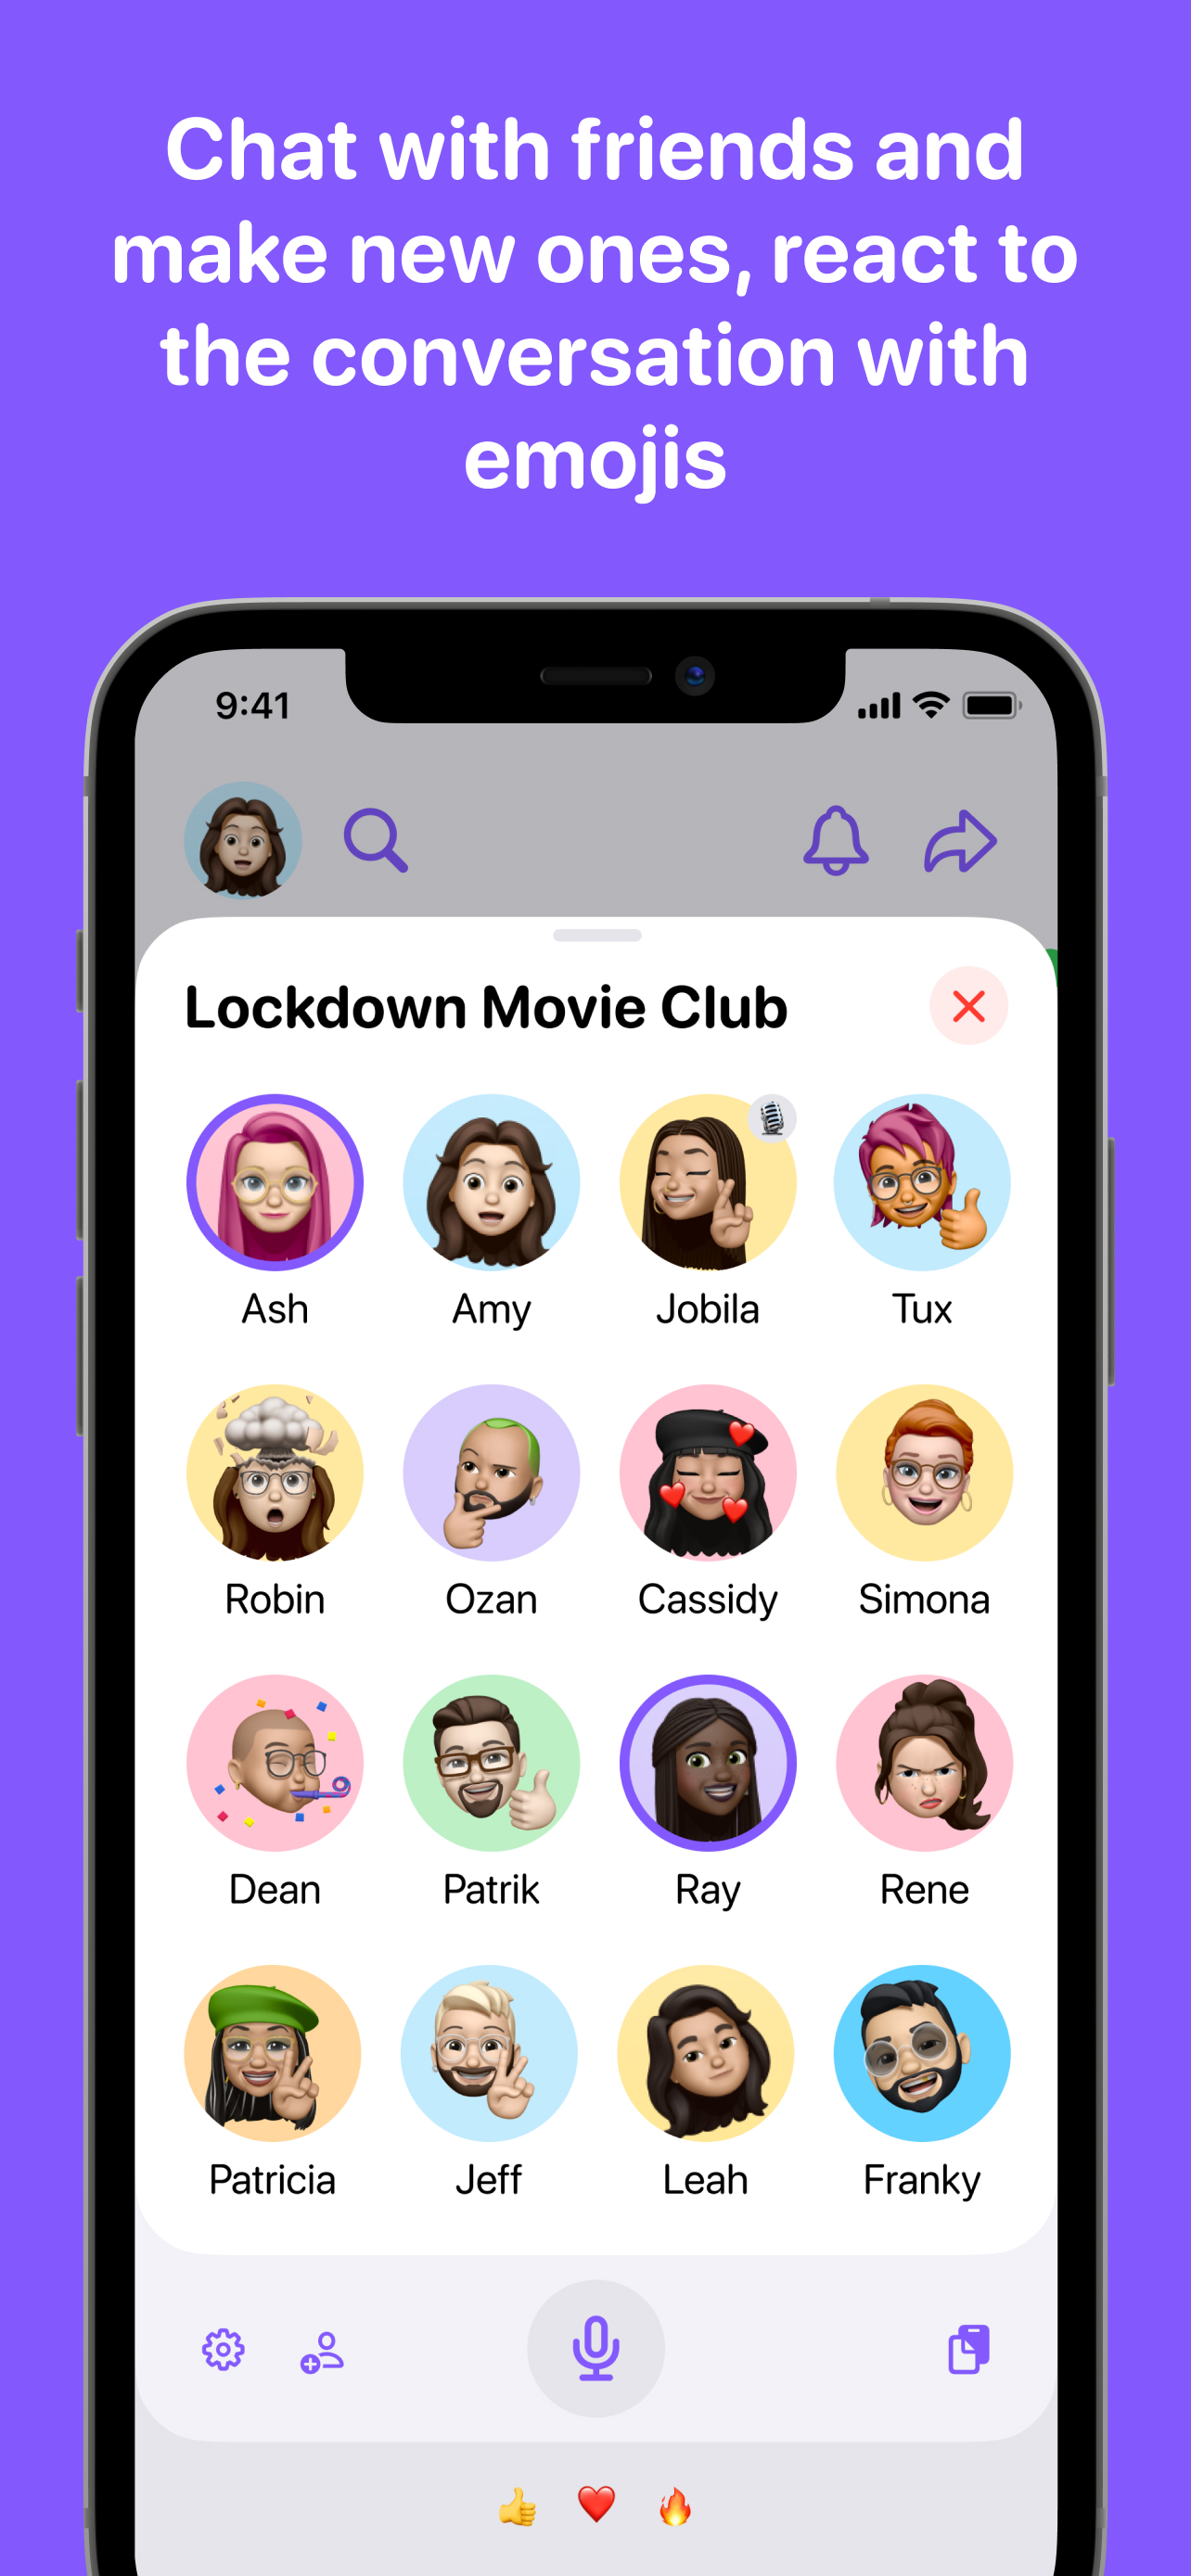 Chat with friends and
make new ones, react to
the conversation with
emojis
9:41
Lockdown Movie Club
Ash Amy Jobila Tux
Robin Ozan Cassidy Simona
Dean Patrik Ray Rene
Patricia Jeff Leah Franky